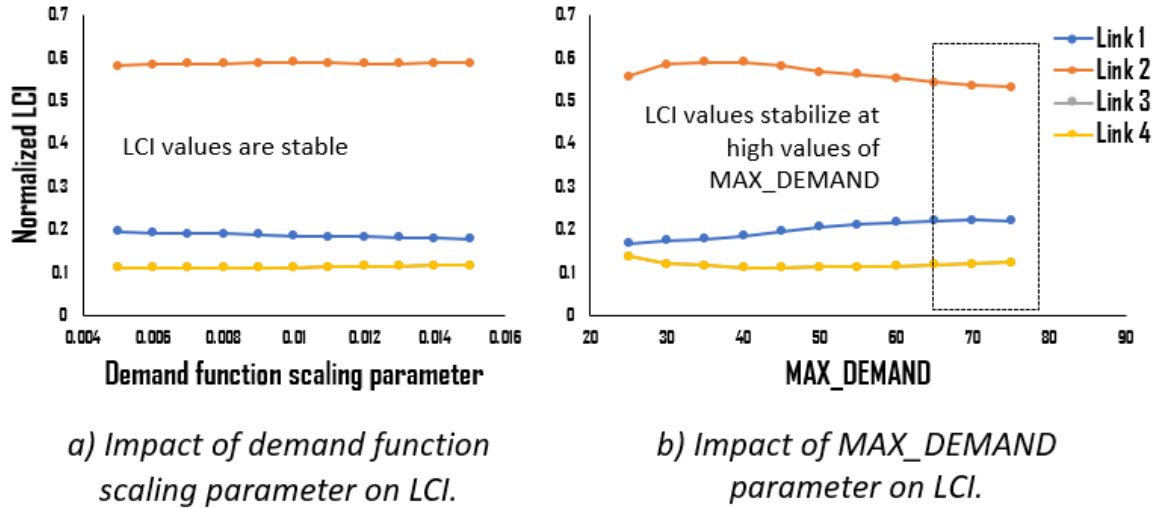 Normalized LCI
0.7
0.6
0.5
0.4
0.3
0.2
0.1
0
LCI values are stable
0.004
0.006
0.008
0.01
0.012
0.014
0.016
Demand function scaling parameter
a) Impact of demand function
scaling parameter on LCI.
0.7
0.6
0.5
0.4
0.3
0.2
0.1
0
LCI values stabilize at
high values of
MAX_DEMAND
20
30
40
50
60
70
80
90
MAX_DEMAND
Link 1
Link 2
Link 3
Link 4
b) Impact of MAX_DEMAND
parameter on LCI.